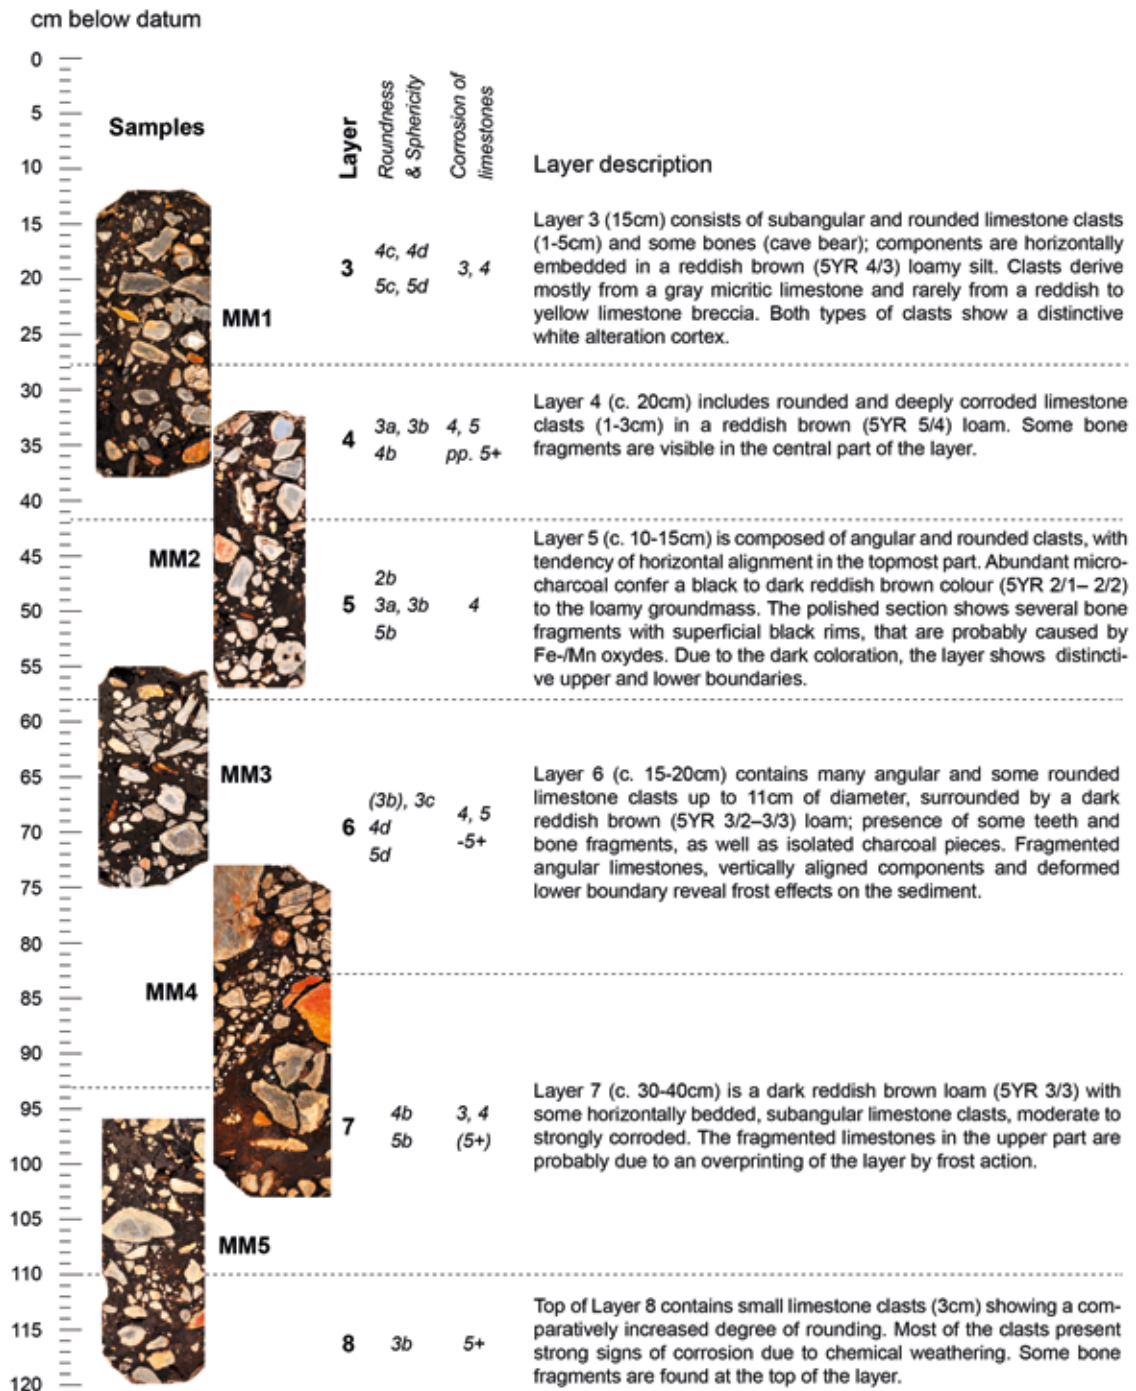 cm below datum
0
5
10
15
20
25
30
35
40
45
50
55
60
65
70
75
80
85
90
95
100
105
110
115
120
Samples
MM1
MM2
MM3
MM4
MM5
Layer
Roundness
& Sphericity
Corrosion of
limestones
Layer description
3
4c, 4d
5c, 5d
3, 4
Layer 3 (15cm) consists of subangular and rounded limestone clasts
(1-5cm) and some bones (cave bear); components are horizontally
embedded in a reddish brown (5YR 4/3) loamy silt. Clasts derive
mostly from a gray micritic limestone and rarely from a reddish to
yellow limestone breccia. Both types of clasts show a distinctive
white alteration cortex.
4
3a, 3b
4b
4, 5
pp. 5+
Layer 4 (c. 20cm) includes rounded and deeply corroded limestone
clasts (1-3cm) in a reddish brown (5YR 5/4) loam. Some bone
fragments are visible in the central part of the layer.
5
2b
3a, 3b
5b
4
Layer 5 (c. 10-15cm) is composed of angular and rounded clasts, with
tendency of horizontal alignment in the topmost part. Abundant micro-
charcoal confer a black to dark reddish brown colour (5YR 2/1– 2/2)
to the loamy groundmass. The polished section shows several bone
fragments with superficial black rims, that are probably caused by
Fe-/Mn oxydes. Due to the dark coloration, the layer shows distincti-
ve upper and lower boundaries.
6
(3b), 3c
4d
5d
4, 5
-5+
Layer 6 (c. 15-20cm) contains many angular and some rounded
limestone clasts up to 11cm of diameter, surrounded by a dark
reddish brown (5YR 3/2–3/3) loam; presence of some teeth and
bone fragments, as well as isolated charcoal pieces. Fragmented
angular limestones, vertically aligned components and deformed
lower boundary reveal frost effects on the sediment.
7
4b
5b
3, 4
(5+)
Layer 7 (c. 30-40cm) is a dark reddish brown loam (5YR 3/3) with
some horizontally bedded, subangular limestone clasts, moderate to
strongly corroded. The fragmented limestones in the upper part are
probably due to an overprinting of the layer by frost action.
8
3b
5+
Top of Layer 8 contains small limestone clasts (3cm) showing a com-
paratively increased degree of rounding. Most of the clasts present
strong signs of corrosion due to chemical weathering. Some bone
fragments are found at the top of the layer.